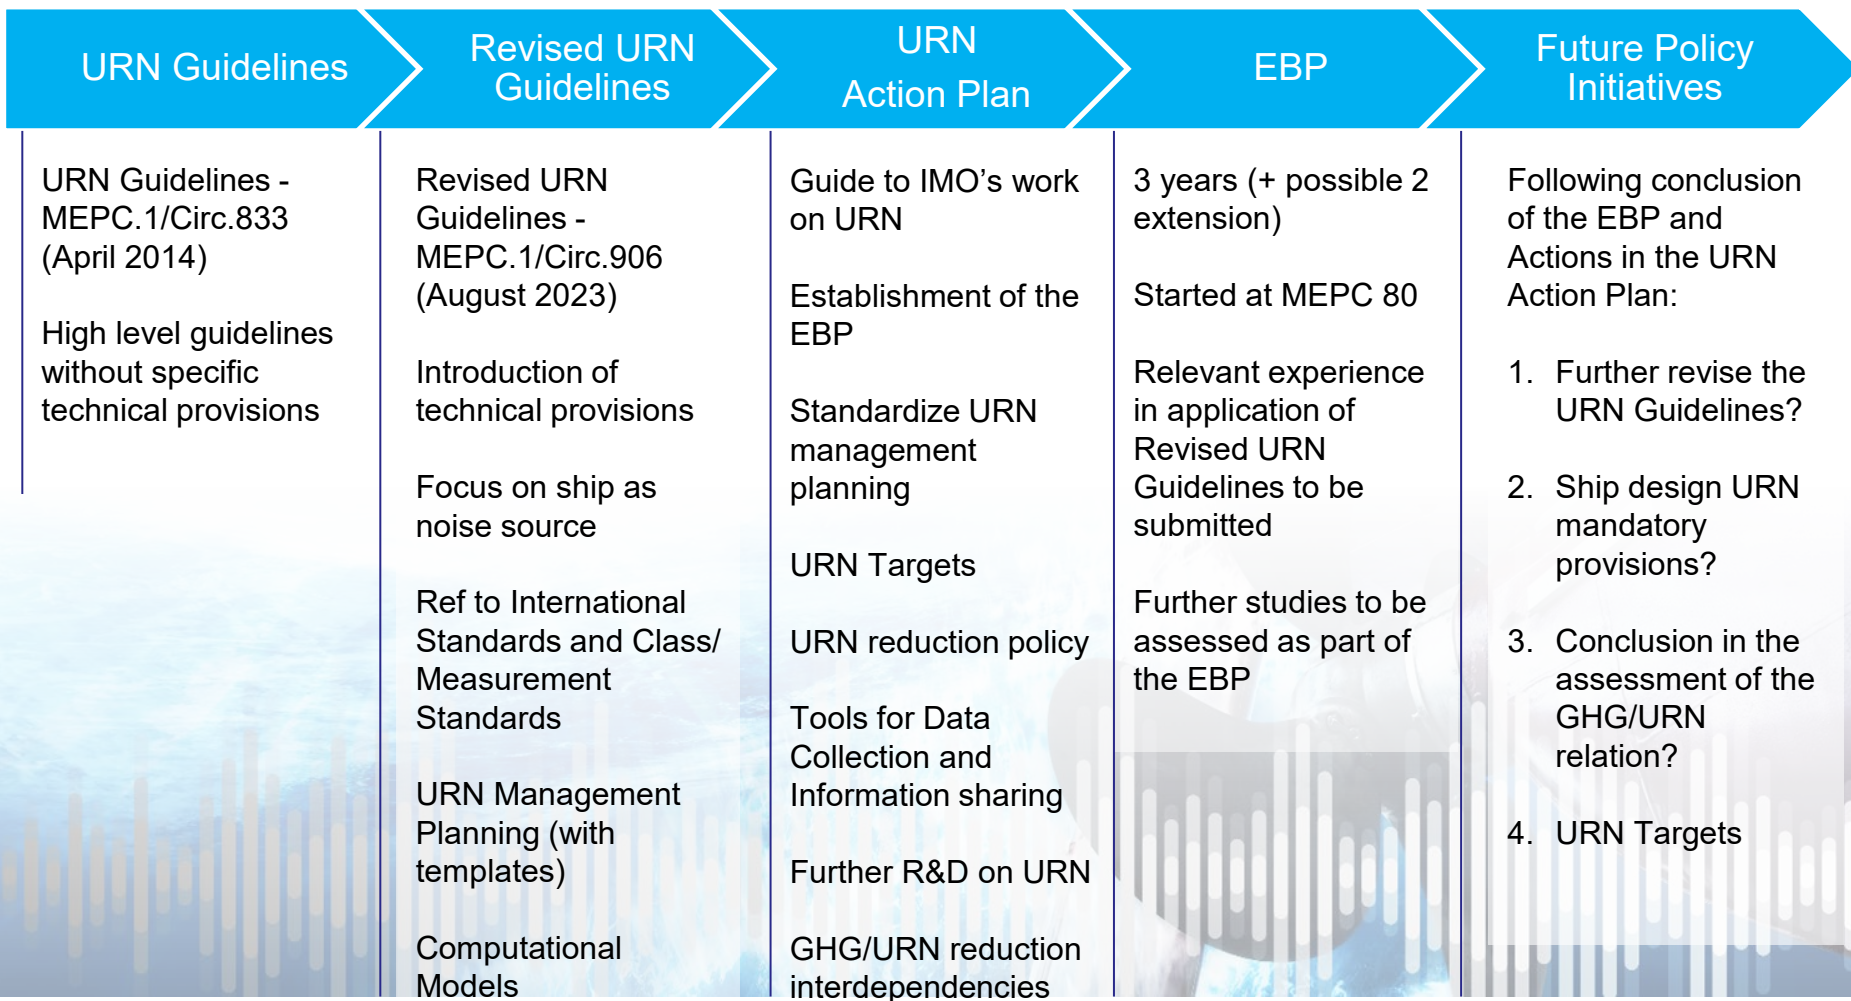 URN Guidelines
Revised URN
Guidelines
URN
Action Plan
EBP
Future Policy
Initiatives
URN Guidelines -
MEPC.1/Circ.833
(April 2014)
High level guidelines
without specific
technical provisions
Revised URN
Guidelines -
MEPC.1/Circ.906
(August 2023)
Introduction of
technical provisions
Focus on ship as
noise source
Ref to International
Standards and Class/
Measurement
Standards
URN Management
Planning (with
templates)
Computational
Models
Guide to IMO’s work
on URN
Establishment of the
EBP
Standardize URN
management
planning
URN Targets
URN reduction policy
Tools for Data
Collection and
Information sharing
Further R&D on URN
GHG/URN reduction
interdependencies
3 years (+ possible 2
extension)
Started at MEPC 80
Relevant experience
in application of
Revised URN
Guidelines to be
submitted
Further studies to be
assessed as part of
the EBP
Following conclusion
of the EBP and
Actions in the URN
Action Plan:
1. Further revise the
URN Guidelines?
2. Ship design URN
mandatory
provisions?
3. Conclusion in the
assessment of the
GHG/URN
relation?
4. URN Targets